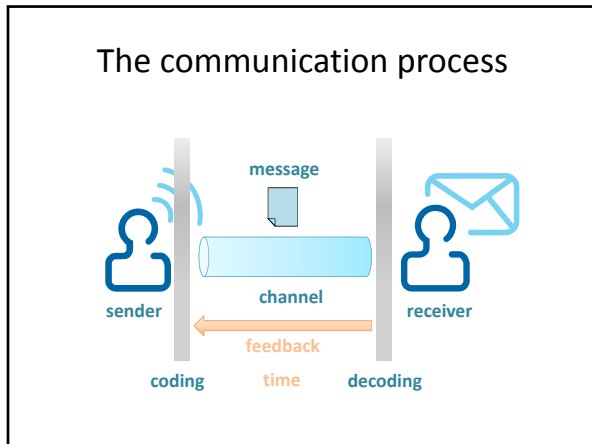 The communication process
message
sender
channel
receiver
feedback
coding
time
decoding